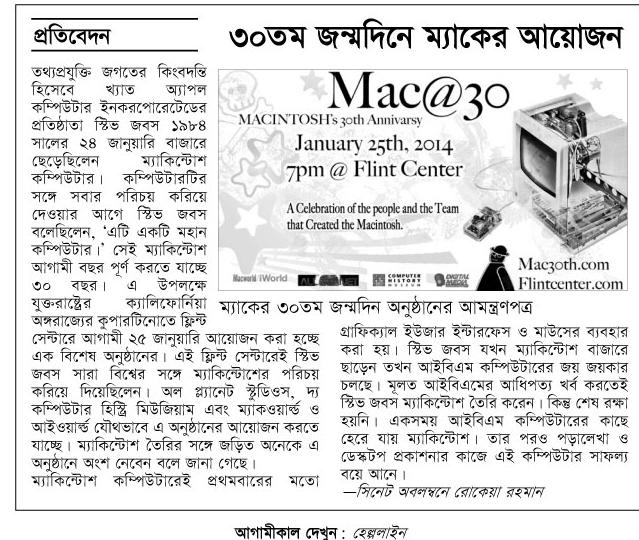 প্রতিবেদন
৩০তম জন্মদিনে ম্যাকের আয়োজন
তথ্যপ্রযুক্তি জগতের কিংবদন্তি
হিসেবে খ্যাত অ্যাপল
কম্পিউটার ইনকরপোরেটেডের
প্রতিষ্ঠাতা স্টিভ জবস ১৯৮৪
সালের ২৪ জানুয়ারি বাজারে
ছেড়েছিলেন ম্যাকিন্টোশ
কম্পিউটার। কম্পিউটারটির
সঙ্গে সবার পরিচয় করিয়ে
দেওয়ার আগে স্টিভ জবস
বলেছিলেন, ‘এটি একটি মহান
কম্পিউটার।’ সেই ম্যাকিন্টোশ
আগামী বছর পূর্ণ করতে যাচ্ছে
৩০ বছর। এ উপলক্ষে
যুক্তরাষ্ট্রের ক্যালিফোর্নিয়া
অঙ্গরাজ্যের কুপারটিনোতে ফ্লিন্ট
সেন্টারে আগামী ২৫ জানুয়ারি আয়োজন করা হচ্ছে
এক বিশেষ অনুষ্ঠানের। এই ফ্লিন্ট সেন্টারেই স্টিভ
জবস সারা বিশ্বের সঙ্গে ম্যাকিন্টোশের পরিচয়
করিয়ে দিয়েছিলেন। অল প্ল্যানেট স্টুডিওস, দ্য
কম্পিউটার হিস্ট্রি মিউজিয়াম এবং ম্যাকওয়ার্ল্ড ও
আইওয়ার্ল্ড যৌথভাবে এ অনুষ্ঠানের আয়োজন করতে
যাচ্ছে। ম্যাকিন্টোশ তৈরির সঙ্গে জড়িত অনেকে এ
অনুষ্ঠানে অংশ নেবেন বলে জানা গেছে।
ম্যাকিন্টোশ কম্পিউটারেই প্রথমবারের মতো
Mac@30
MACINTOSH's 30th Annivarsy
January 25th, 2014
7pm @ Flint Center
A Celebration of the people and the Team
that Created the Macintosh.
Macworld iWorld
COMPUTER HISTORY MUSEUM
DIGITAL MEDIA
Mac30th.com
Flintcenter.com
ম্যাকের ৩০তম জন্মদিন অনুষ্ঠানের আমন্ত্রণপত্র
গ্রাফিক্যাল ইউজার ইন্টারফেস ও মাউসের ব্যবহার
করা হয়। স্টিভ জবস যখন ম্যাকিন্টোশ বাজারে
ছাড়েন তখন আইবিএম কম্পিউটারের জয় জয়কার
চলছে। মূলত আইবিএমের আধিপত্য খর্ব করতেই
স্টিভ জবস ম্যাকিন্টোশ তৈরি করেন। কিন্তু শেষ রক্ষা
হয়নি। একসময় আইবিএম কম্পিউটারের কাছে
হেরে যায় ম্যাকিন্টোশ। তার পরও পড়ালেখা ও
ডেস্কটপ প্রকাশনার কাজে এই কম্পিউটার সাফল্য
বয়ে আনে।
—সিনেট অবলম্বনে রোকেয়া রহমান
আগামীকাল দেখুন : হেল্পলাইন